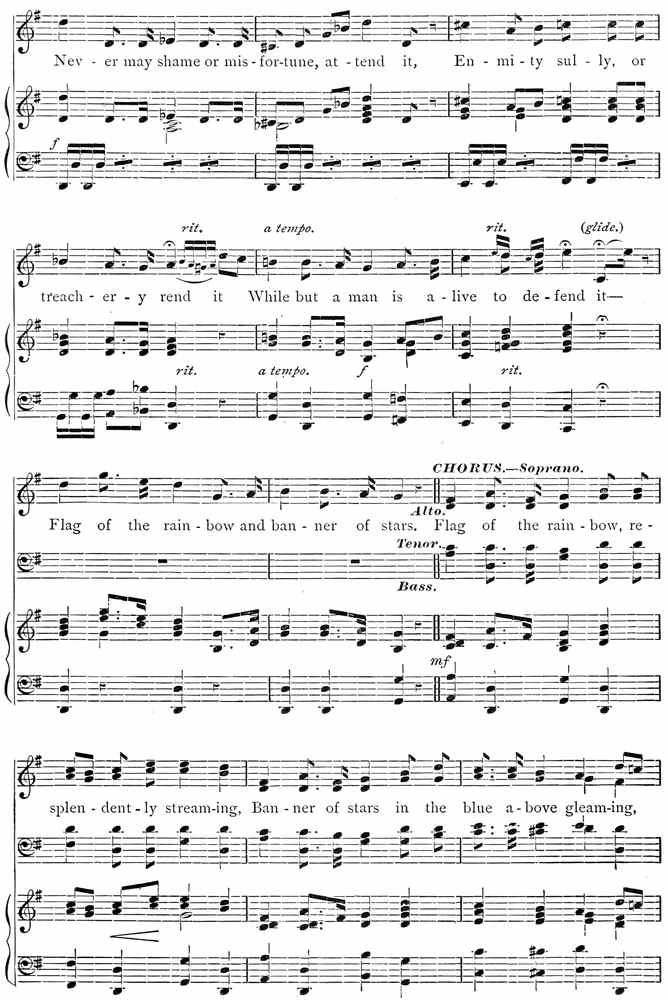 Nev - er may shame or mis - for-tune, at - tend it, En - mi - ty sul - ly, or
f
rit. a tempo. rit. (glide.)
treach - er - y rend it While but a man is a - live to de - fend it—
rit. a tempo. f rit.
CHORUS.—Soprano.
Alto.
Flag of the rain - bow and ban - ner of stars. Flag of the rain - bow, re -
Tenor.
Bass.
mf
splen - dent - ly stream-ing, Ban - ner of stars in the blue a - bove gleam-ing,